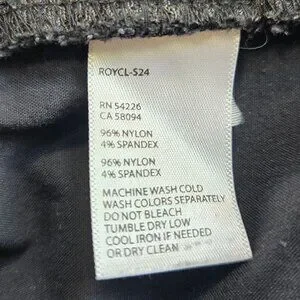 ROYCL-S24
RN 54226
CA 58094
96% NYLON
4% SPANDEX
96% NYLON
4% SPANDEX
MACHINE WASH COLD
WASH COLORS SEPARATELY
DO NOT BLEACH
TUMBLE DRY LOW
COOL IRON IF NEEDED
OR DRY CLEAN